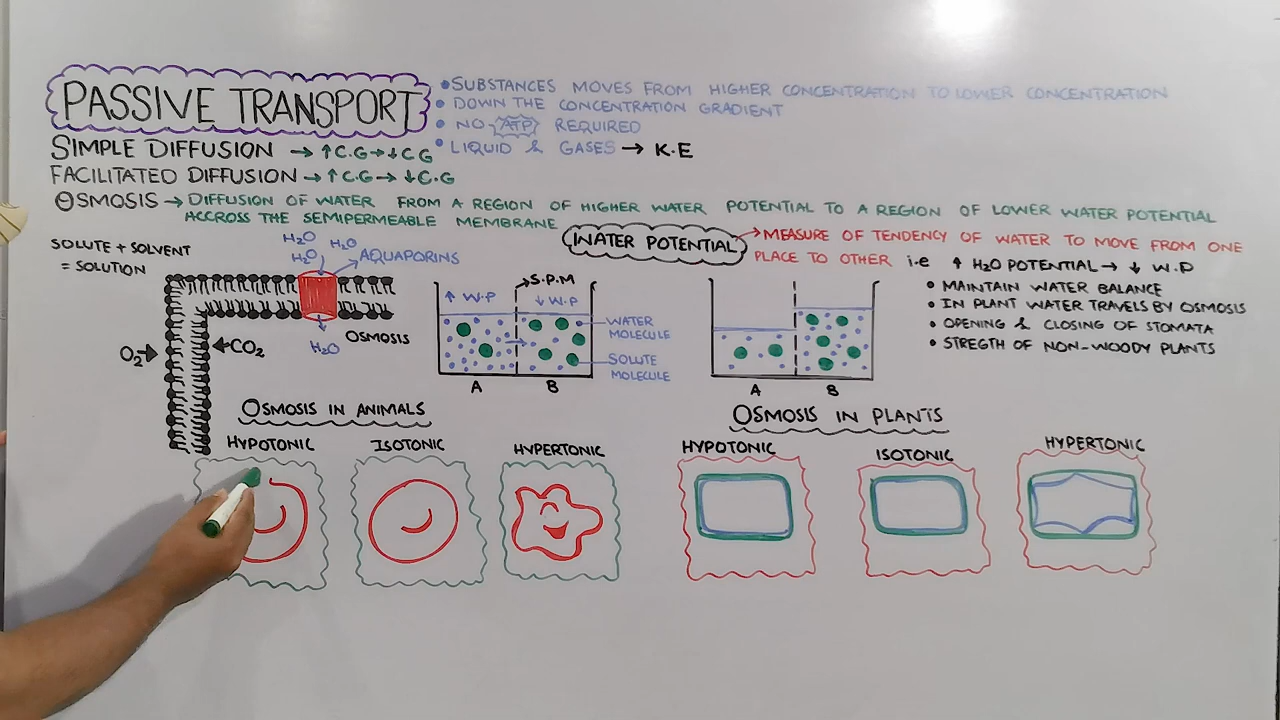 PASSIVE TRANSPORT
•SUBSTANCES MOVES FROM HIGHER CONCENTRATION TO LOWER CONCENTRATION
• DOWN THE CONCENTRATION GRADIENT
• NO ATP REQUIRED
• LIQUID & GASES → K.E
SIMPLE DIFFUSION → ↑C.G→↓C G
FACILITATED DIFFUSION → ↑C.G→ ↓C.G
OSMOSIS → DIFFUSION OF WATER FROM A REGION OF HIGHER WATER POTENTIAL TO A REGION OF LOWER WATER POTENTIAL
ACCROSS THE SEMIPERMEABLE MEMBRANE
WATER POTENTIAL → MEASURE OF TENDENCY OF WATER TO MOVE FROM ONE
PLACE TO OTHER i.e ↑ H2O POTENTIAL → ↓ W.P
SOLUTE + SOLVENT
= SOLUTION
H2O H2O
H2O AQUAPORINS
H2O OSMOSIS
O2→ ←CO2
→S.P.M
↑ W.P ↓ W.P
WATER
MOLECULE
SOLUTE
MOLECULE
A B
A B
• MAINTAIN WATER BALANCE
• IN PLANT WATER TRAVELS BY OSMOSIS
• OPENING & CLOSING OF STOMATA
• STREGTH OF NON-WOODY PLANTS
OSMOSIS IN ANIMALS
HYPOTONIC ISOTONIC HYPERTONIC
OSMOSIS IN PLANTS
HYPOTONIC ISOTONIC HYPERTONIC